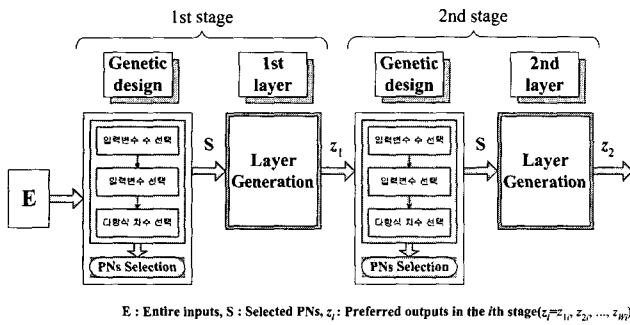 1st stage
2nd stage
Genetic design
1st layer
Genetic design
2nd layer
E
입력변수 수 선택
입력변수 선택
다항식 차수 선택
PNs Selection
S
Layer Generation
z₁
입력변수 수 선택
입력변수 선택
다항식 차수 선택
PNs Selection
S
Layer Generation
z₂
E : Entire inputs, S : Selected PNs, zᵢ : Preferred outputs in the ith stage(zᵢ=z₁ᵢ, z₂ᵢ, ...,